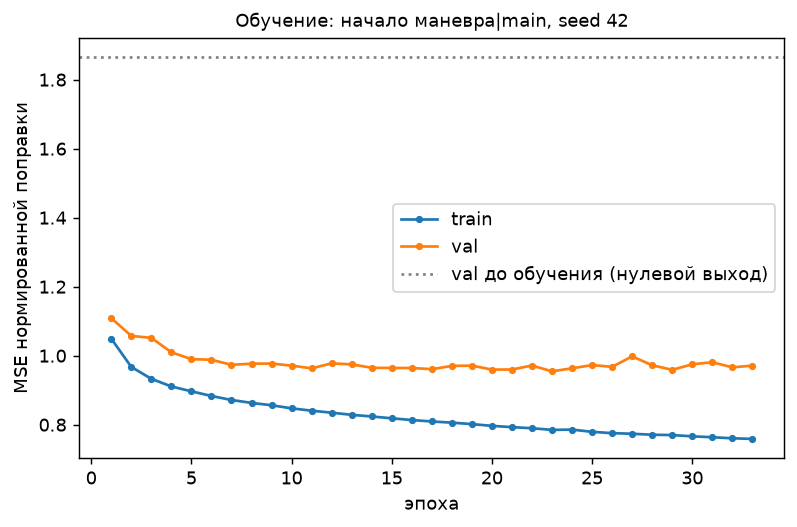 Обучение: начало маневра|main, seed 42
MSE нормированной поправки
1.8
1.6
1.4
1.2
1.0
0.8
train
val
val до обучения (нулевой выход)
0 5 10 15 20 25 30
эпоха